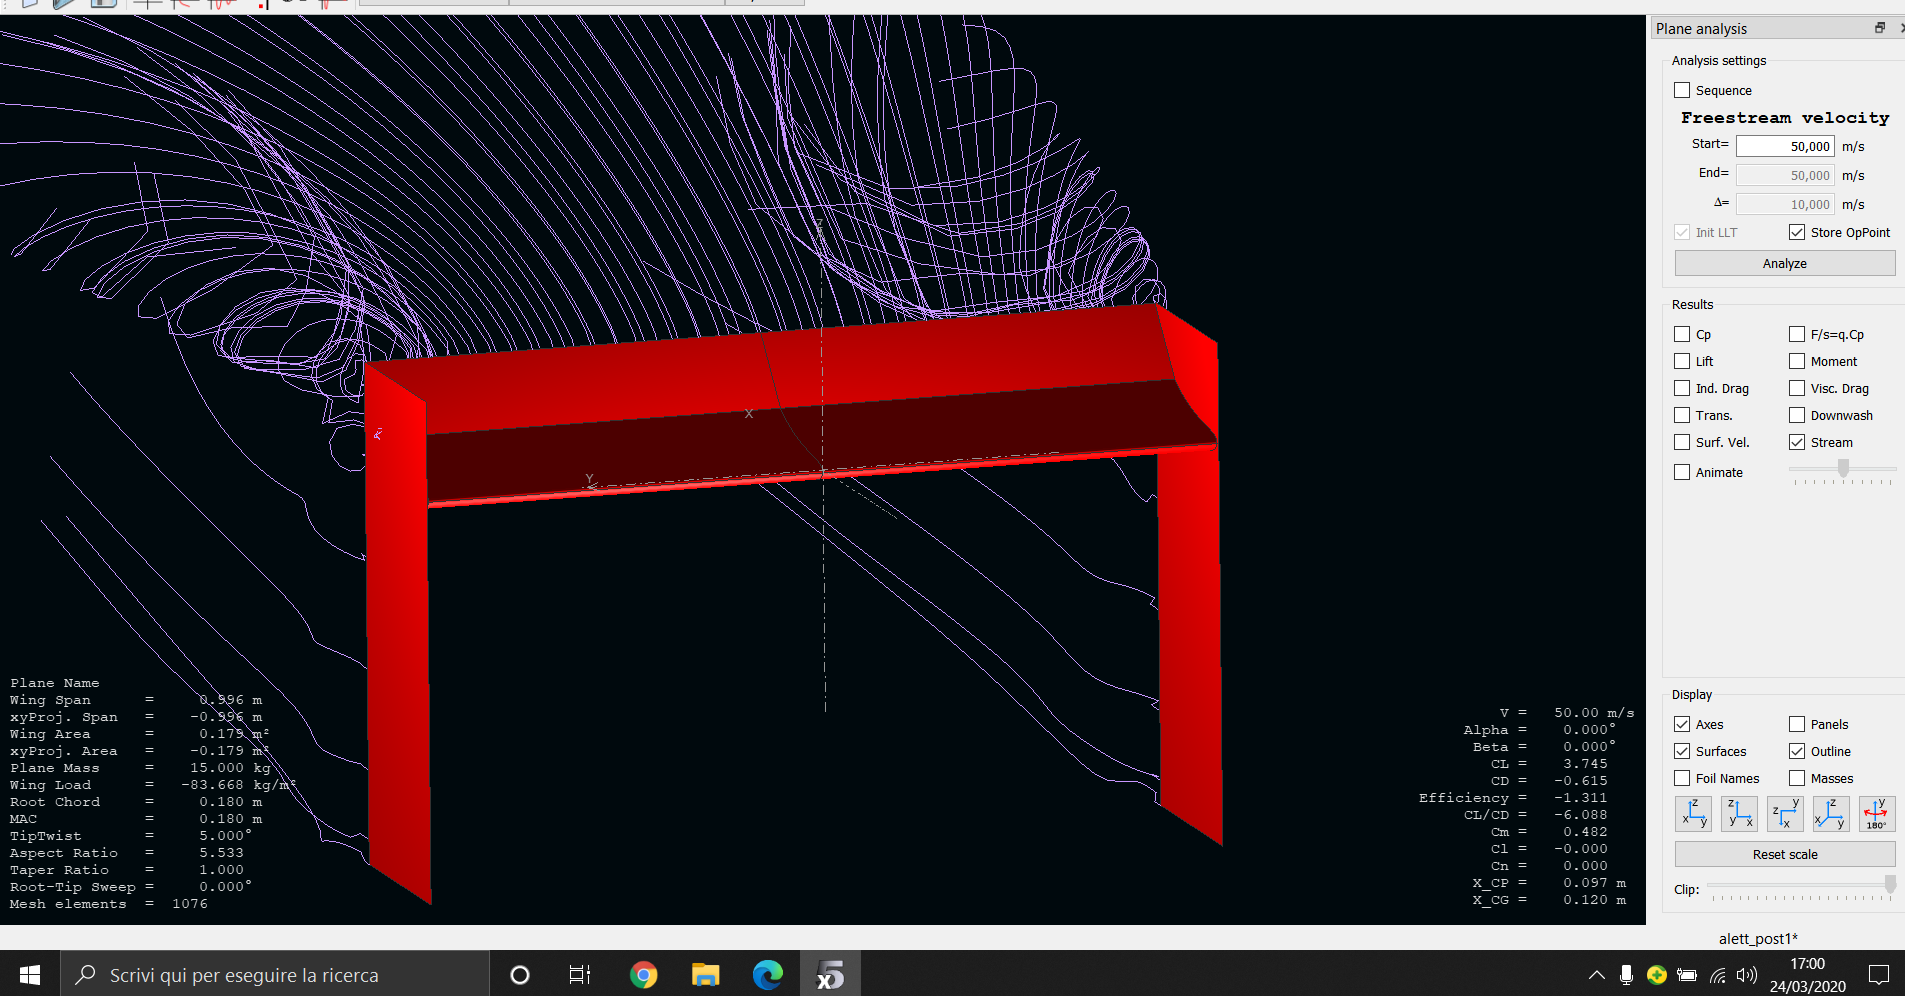 Plane analysis
Analysis settings
Sequence
Freestream velocity
Start= 50,000 m/s
End= 50,000 m/s
Δ= 10,000 m/s
Init LLT Store OpPoint
Analyze
Results
Cp F/s=q.Cp
Lift Moment
Ind. Drag Visc. Drag
Trans. Downwash
Surf. Vel. Stream
Animate
Display
Axes Panels
Surfaces Outline
Foil Names Masses
z x y
z y x
y z x
z x y
y 180°
Reset scale
Clip:
Z
X
Y
Plane Name
Wing Span = 0.996 m
xyProj. Span = -0.996 m
Wing Area = 0.179 m²
xyProj. Area = -0.179 m²
Plane Mass = 15.000 kg
Wing Load = -83.668 kg/m²
Root Chord = 0.180 m
MAC = 0.180 m
TipTwist = 5.000°
Aspect Ratio = 5.533
Taper Ratio = 1.000
Root-Tip Sweep = 0.000°
Mesh elements = 1076
V = 50.00 m/s
Alpha = 0.000°
Beta = 0.000°
CL = 3.745
CD = -0.615
Efficiency = -1.311
CL/CD = -6.088
Cm = 0.482
Cl = -0.000
Cn = 0.000
X_CP = 0.097 m
X_CG = 0.120 m
alett_post1*
Scrivi qui per eseguire la ricerca
x5
17:00
24/03/2020